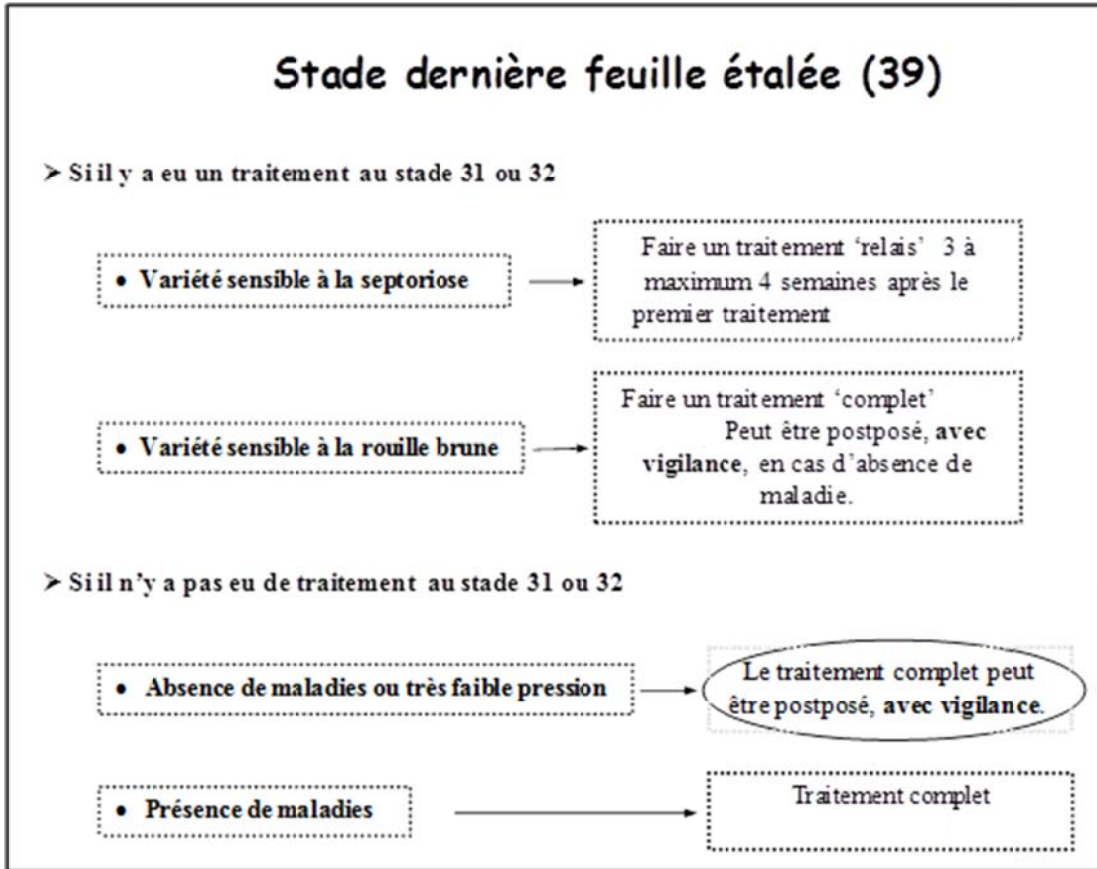 Stade dernière feuille étalée (39)
➢ Si il y a eu un traitement au stade 31 ou 32
• Variété sensible à la septoriose
Faire un traitement ‘relais’ 3 à
maximum 4 semaines après le
premier traitement
• Variété sensible à la rouille brune
Faire un traitement ‘complet’
Peut être postposé, avec
vigilance, en cas d’absence de
maladie.
➢ Si il n’y a pas eu de traitement au stade 31 ou 32
• Absence de maladies ou très faible pression
Le traitement complet peut
être postposé, avec vigilance.
• Présence de maladies
Traitement complet